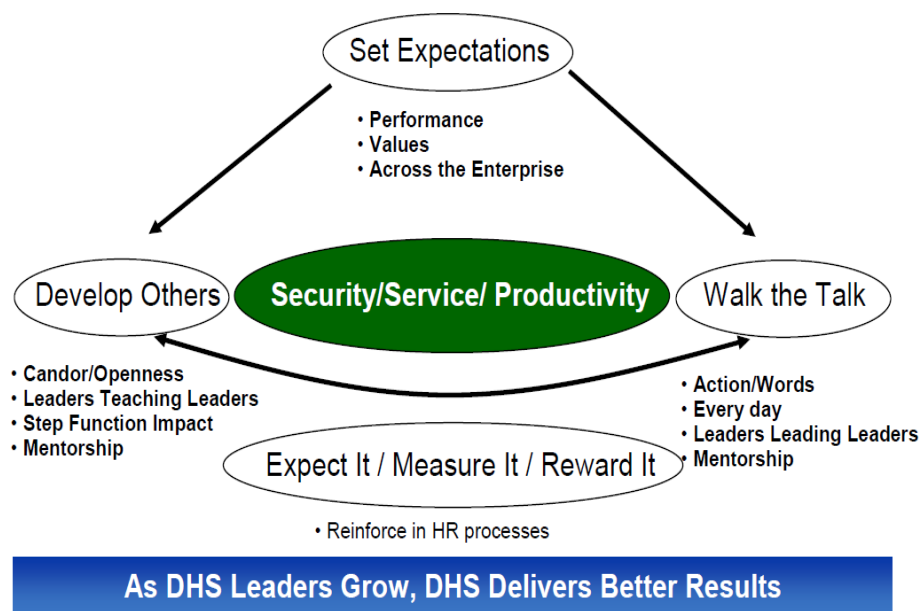 Set Expectations
• Performance
• Values
• Across the Enterprise
Develop Others
Security/Service/ Productivity
Walk the Talk
• Candor/Openness
• Leaders Teaching Leaders
• Step Function Impact
• Mentorship
• Action/Words
• Every day
• Leaders Leading Leaders
• Mentorship
Expect It / Measure It / Reward It
• Reinforce in HR processes
As DHS Leaders Grow, DHS Delivers Better Results